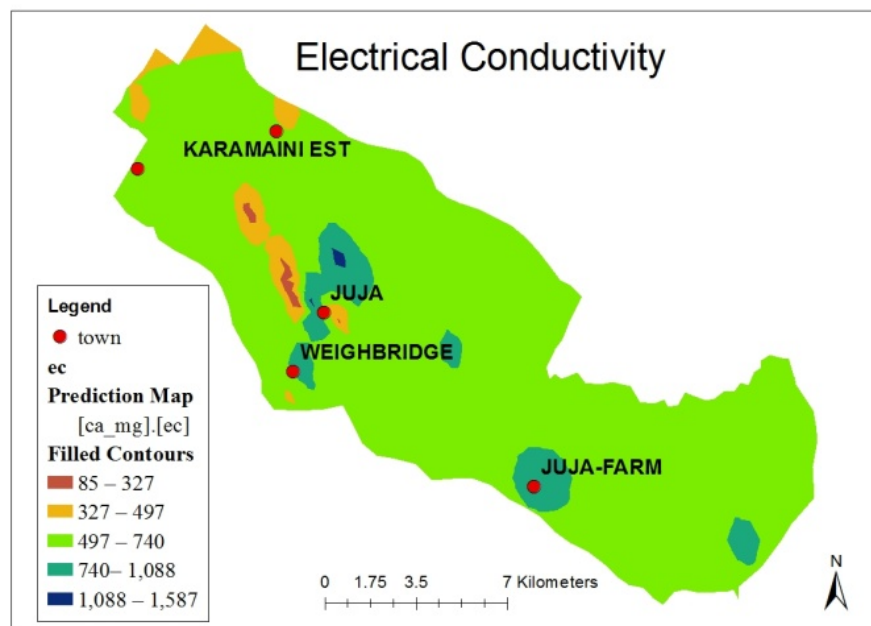 Electrical Conductivity
KARAMAINI EST
JUJA
WEIGHBRIDGE
JUJA-FARM
Legend
town
ec
Prediction Map
[ca_mg].[ec]
Filled Contours
85 – 327
327 – 497
497 – 740
740– 1,088
1,088 – 1,587
0 1.75 3.5 7 Kilometers
N